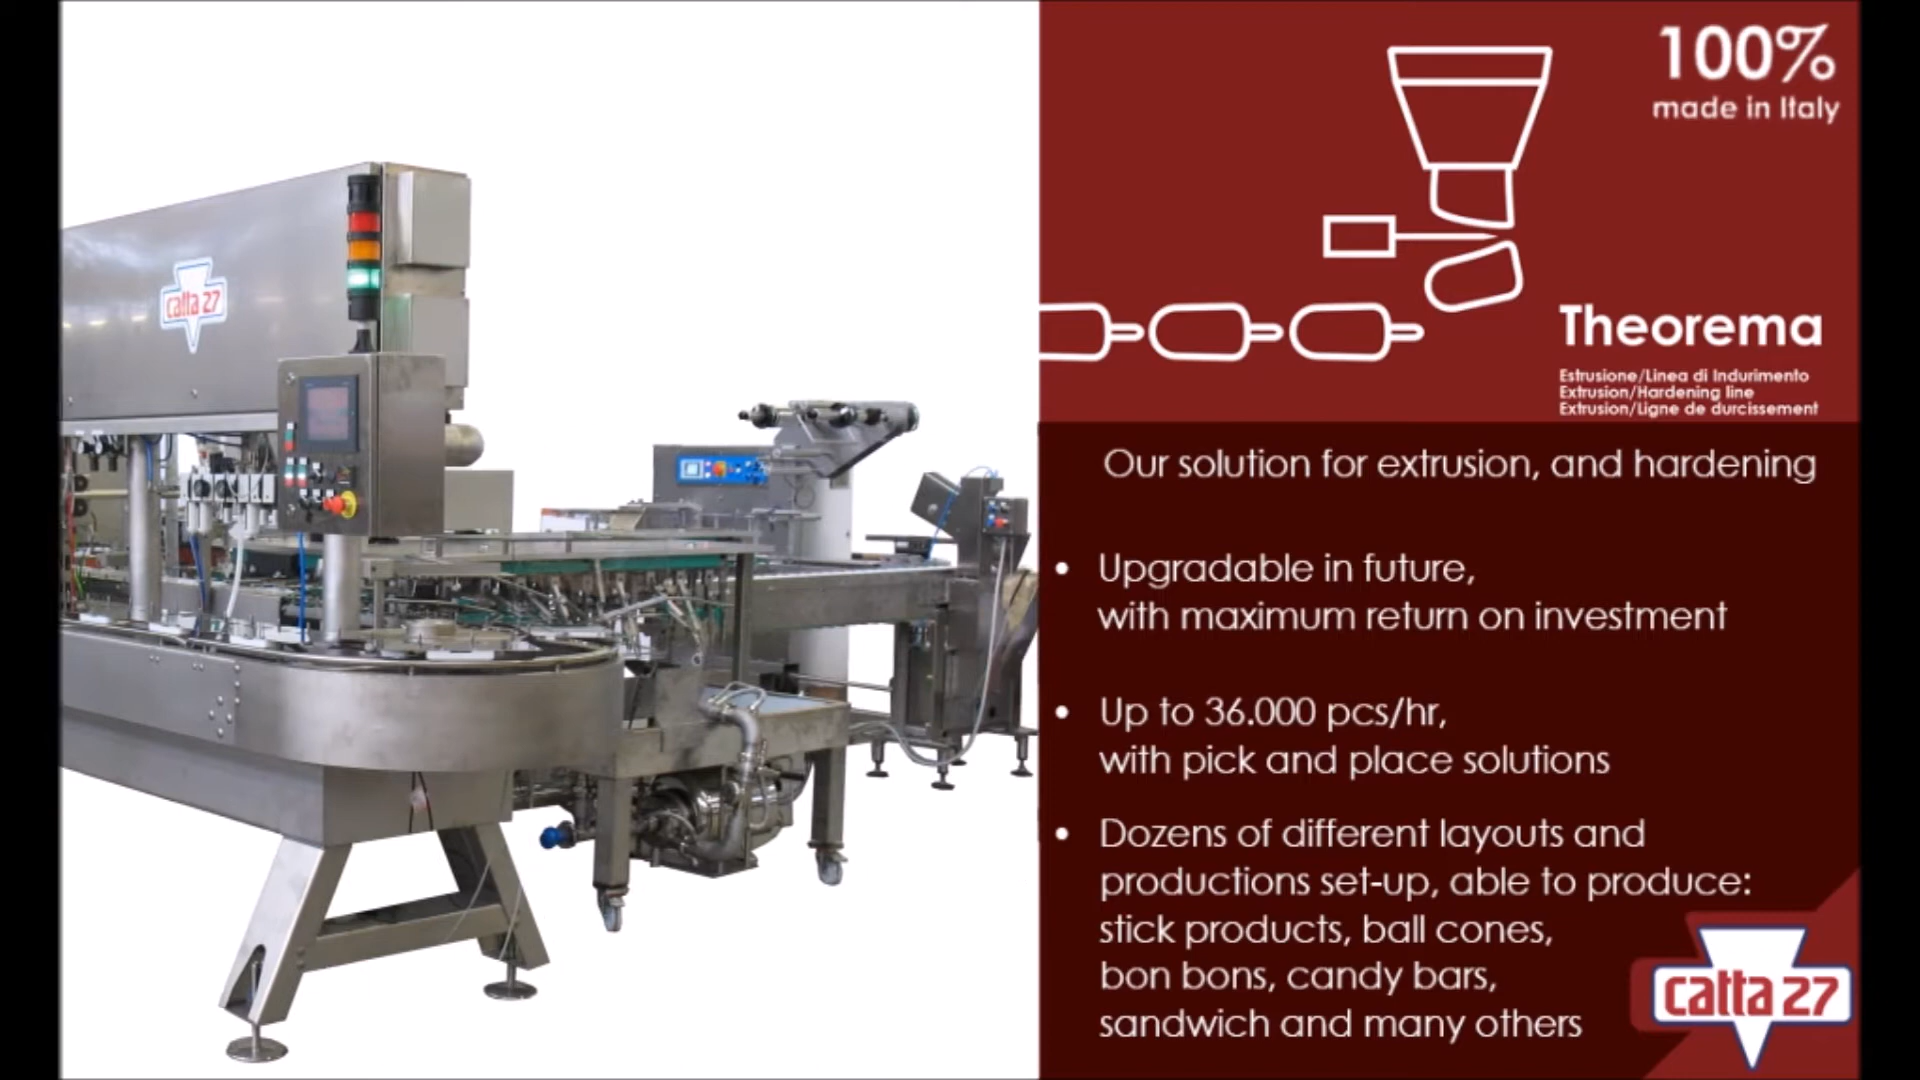 100%
made in Italy
catta 27
Theorema
Estrusione/Linea di Indurimento
Extrusion/Hardening line
Extrusion/Ligne de durcissement
Our solution for extrusion, and hardening
• Upgradable in future,
with maximum return on investment
• Up to 36.000 pcs/hr,
with pick and place solutions
• Dozens of different layouts and
productions set-up, able to produce:
stick products, ball cones,
bon bons, candy bars,
sandwich and many others
catta 27